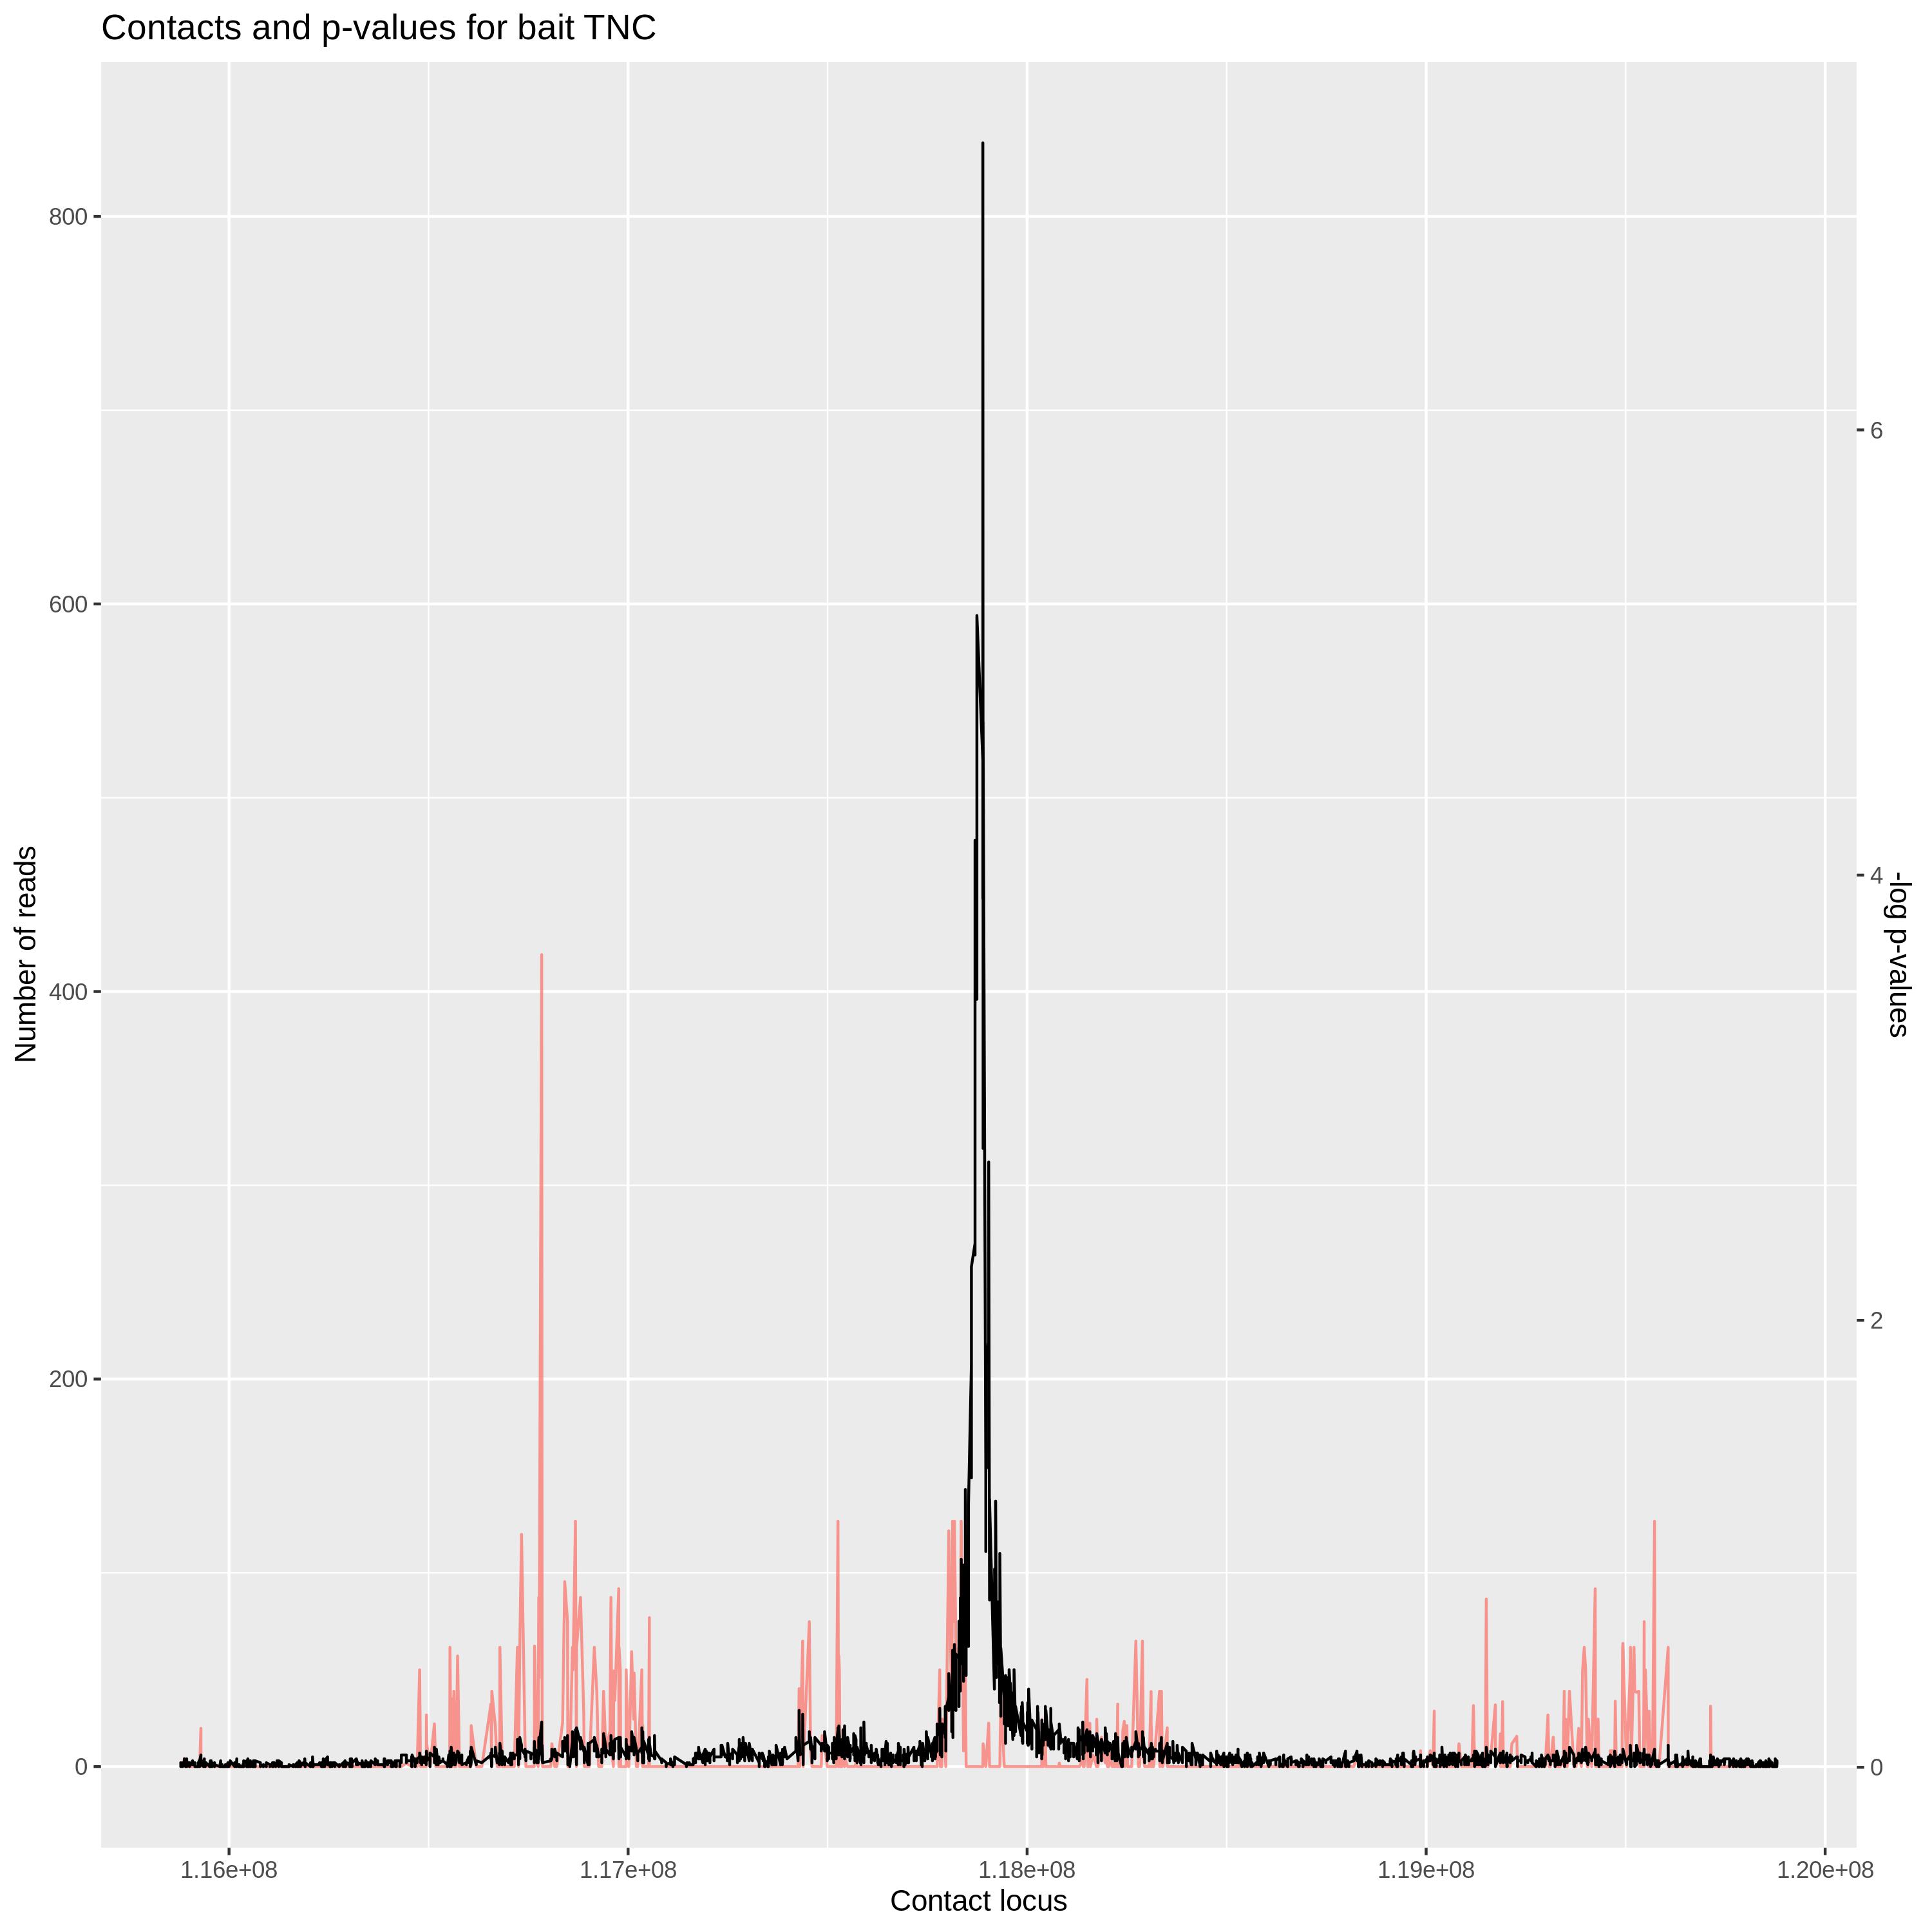 Contacts and p-values for bait TNC
800
600
400
200
0
Number of reads
6
4
2
0
-log p-values
1.16e+08
1.17e+08
1.18e+08
1.19e+08
1.20e+08
Contact locus